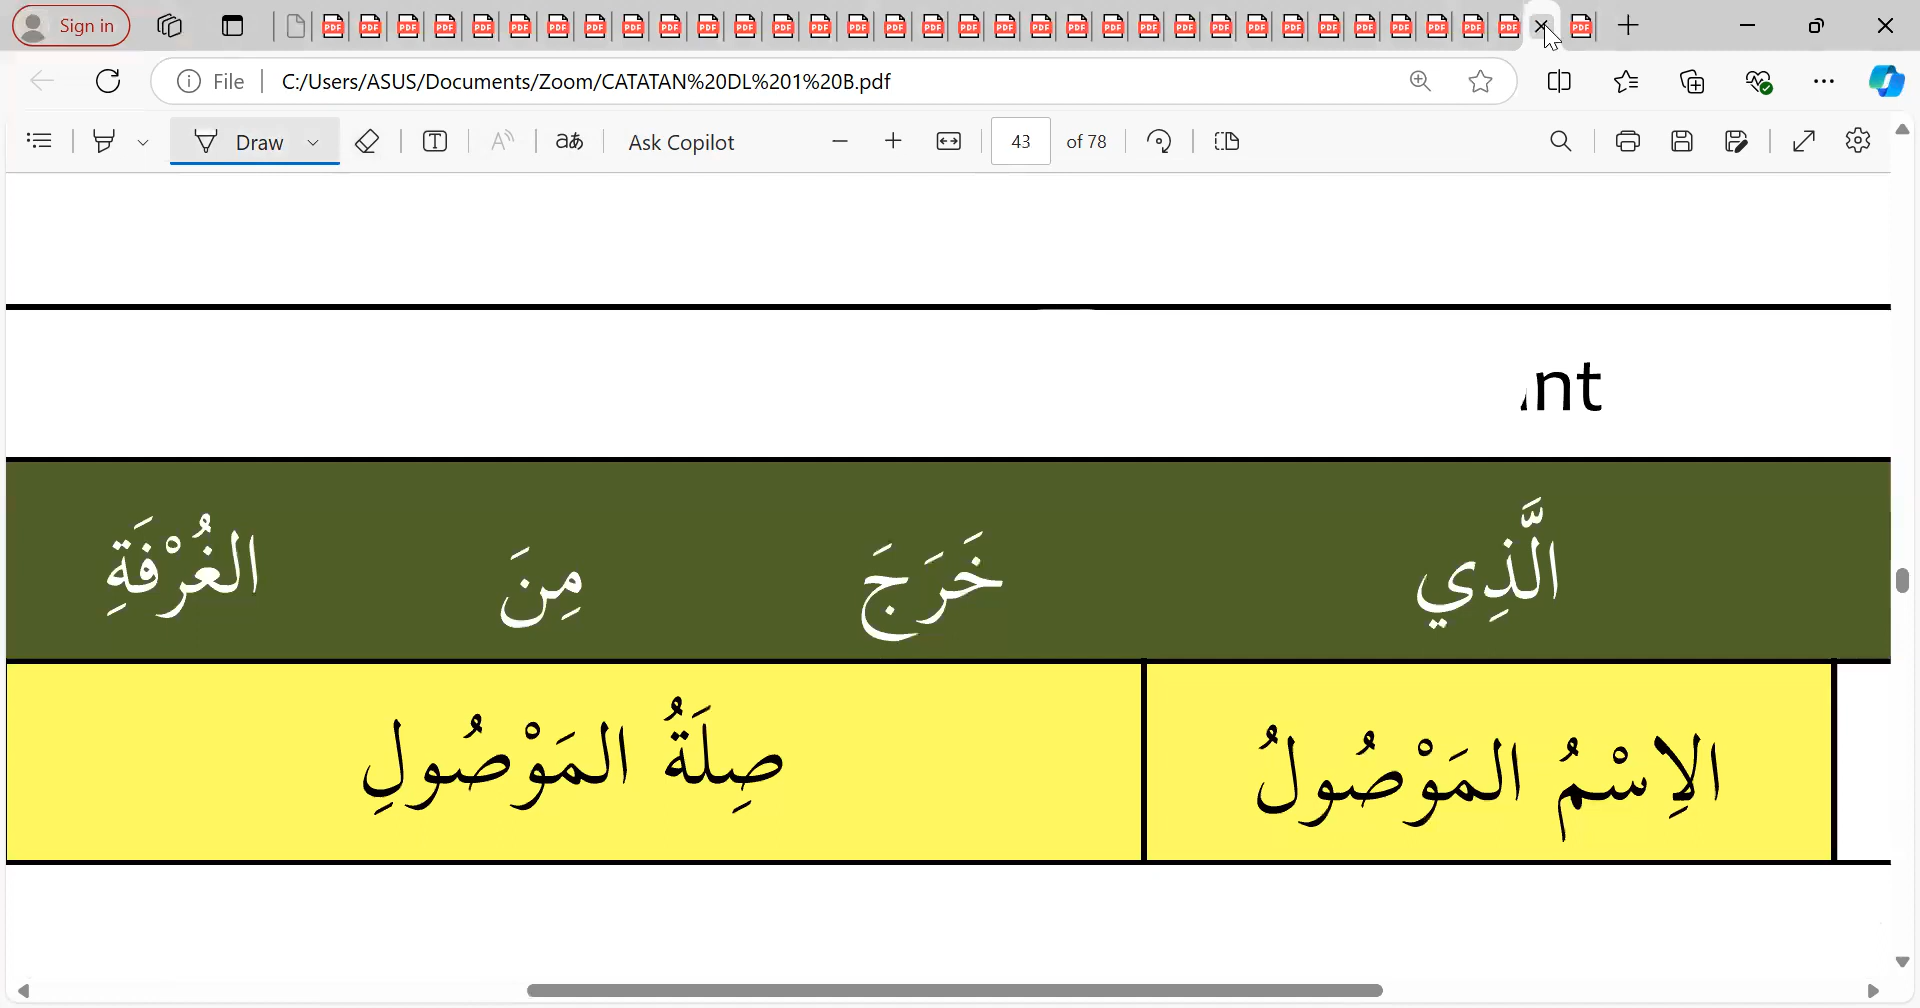 Sign in
File C:/Users/ASUS/Documents/Zoom/CATATAN%20DL%201%20B.pdf
Draw Ask Copilot 43 of 78
nt
الَّذِي خَرَجَ مِنَ الغُرْفَةِ
الاِسْمُ المَوْصُولُ صِلَةُ المَوْصُولِ